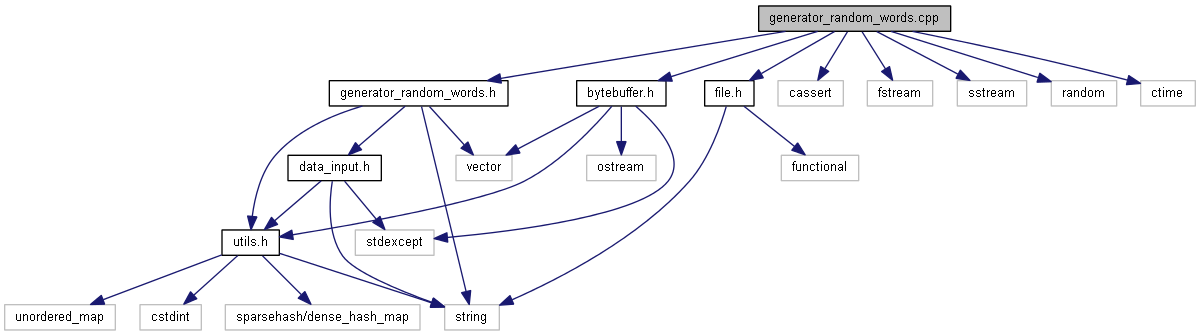 generator_random_words.cpp
generator_random_words.h
bytebuffer.h
file.h
cassert
fstream
sstream
random
ctime
data_input.h
vector
ostream
functional
utils.h
stdexcept
unordered_map
cstdint
sparsehash/dense_hash_map
string